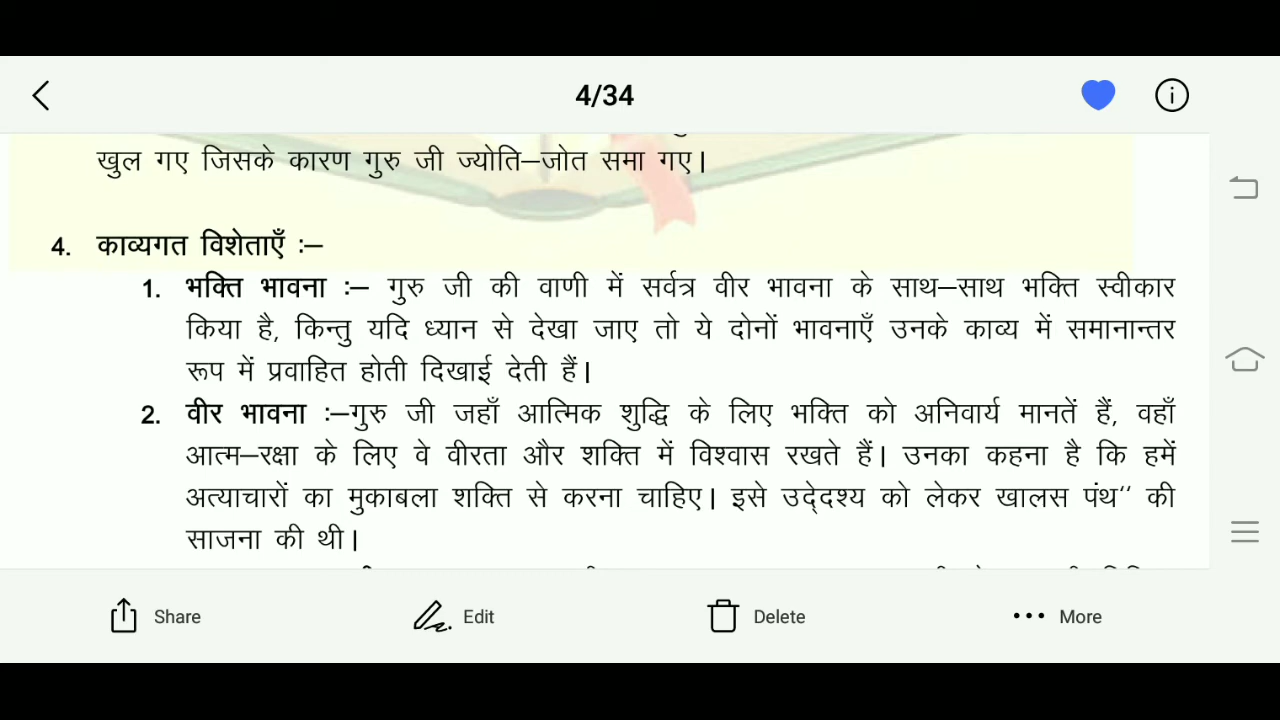 4/34
खुल गए जिसके कारण गुरु जी ज्योति–जोत समा गए।
4. काव्यगत विशेताएँ :–
1. भक्ति भावना :– गुरु जी की वाणी में सर्वत्र वीर भावना के साथ–साथ भक्ति स्वीकार
किया है, किन्तु यदि ध्यान से देखा जाए तो ये दोनों भावनाएँ उनके काव्य में समानान्तर
रूप में प्रवाहित होती दिखाई देती हैं।
2. वीर भावना :–गुरु जी जहाँ आत्मिक शुद्धि के लिए भक्ति को अनिवार्य मानतें हैं, वहाँ
आत्म–रक्षा के लिए वे वीरता और शक्ति में विश्वास रखते हैं। उनका कहना है कि हमें
अत्याचारों का मुकाबला शक्ति से करना चाहिए। इसे उद्देदश्य को लेकर खालस पंथ‘‘ की
साजना की थी।
Share Edit Delete More